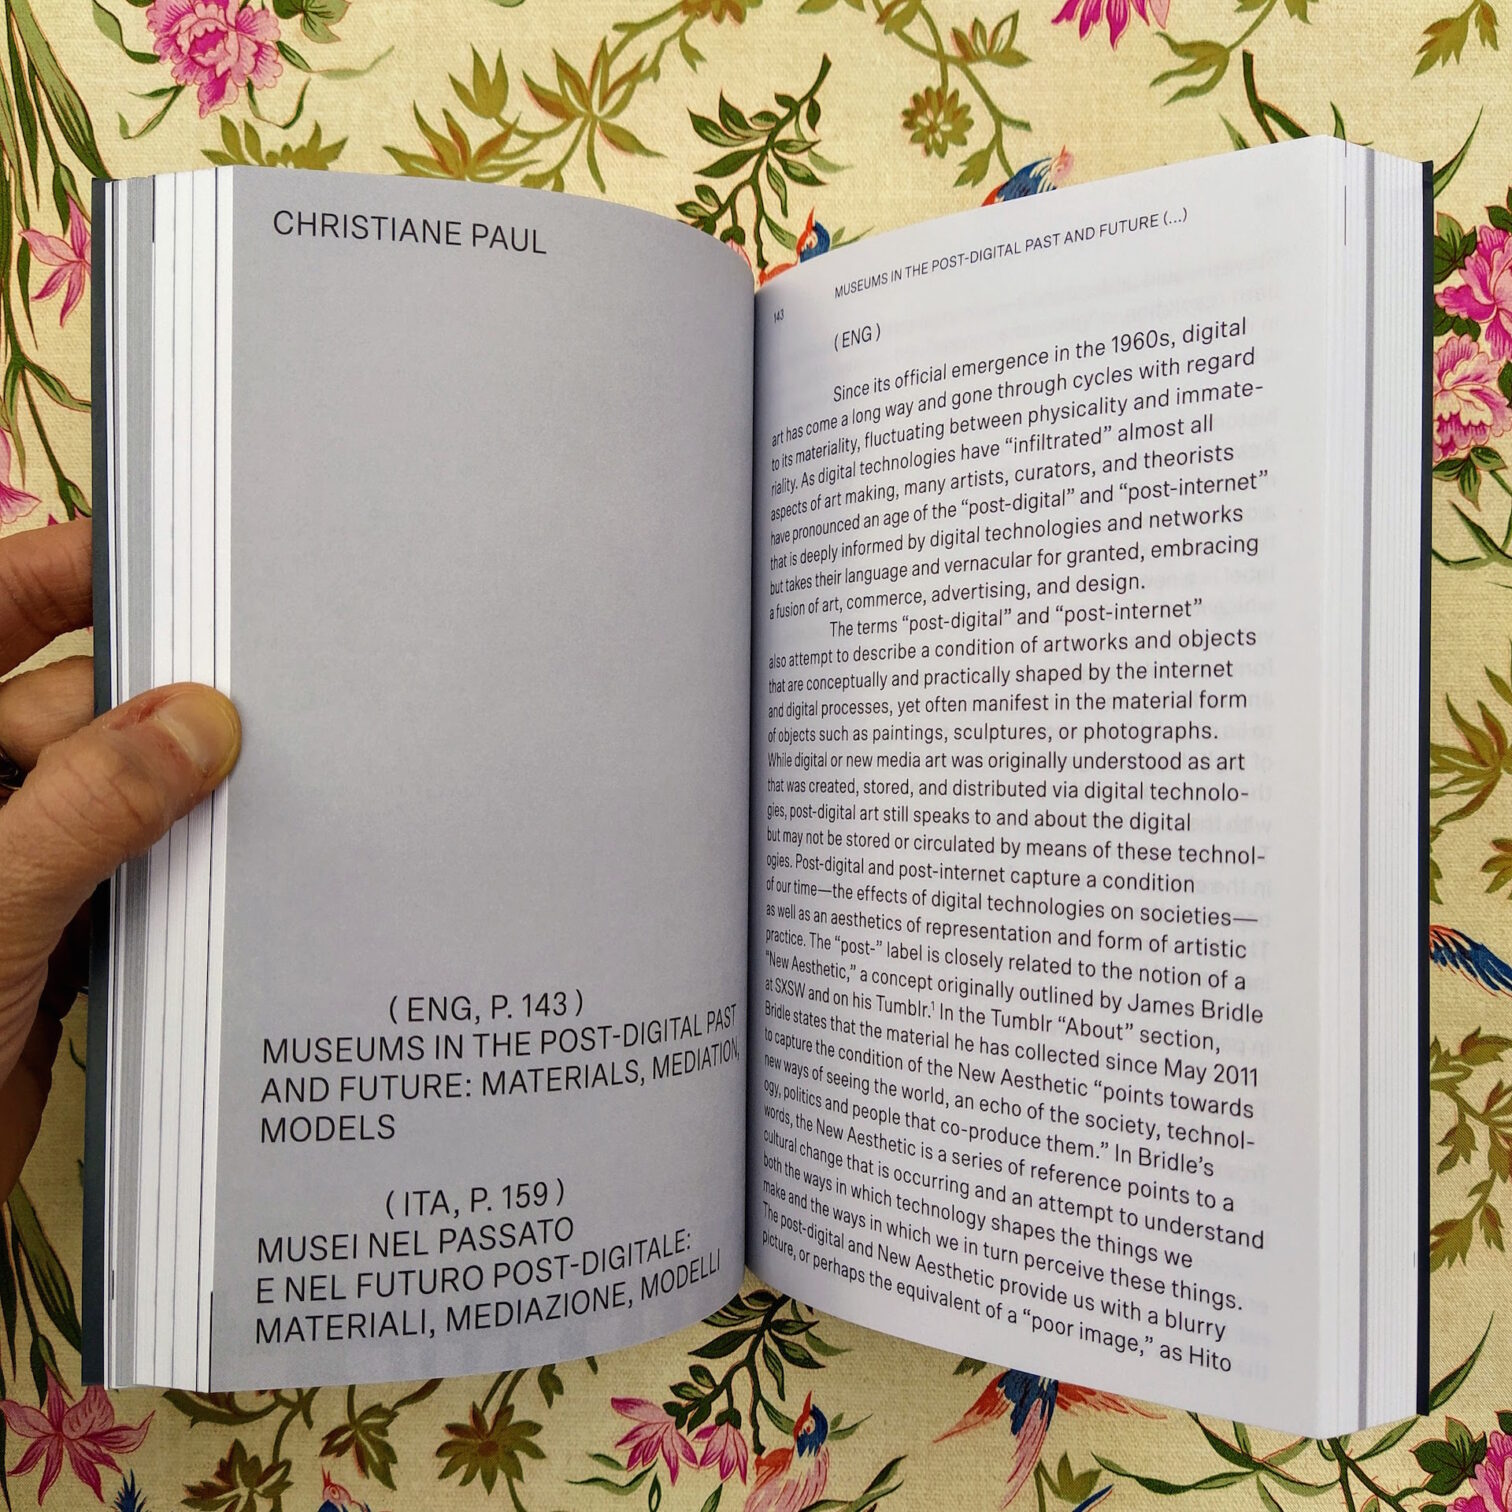 CHRISTIANE PAUL
( ENG, P. 143 )
MUSEUMS IN THE POST-DIGITAL PAST
AND FUTURE: MATERIALS, MEDIATION,
MODELS
( ITA, P. 159 )
MUSEI NEL PASSATO
E NEL FUTURO POST-DIGITALE:
MATERIALI, MEDIAZIONE, MODELLI
MUSEUMS IN THE POST-DIGITAL PAST AND FUTURE (...)
143
( ENG )
Since its official emergence in the 1960s, digital
art has come a long way and gone through cycles with regard
to its materiality, fluctuating between physicality and immate-
riality. As digital technologies have “infiltrated” almost all
aspects of art making, many artists, curators, and theorists
have pronounced an age of the “post-digital” and “post-internet”
that is deeply informed by digital technologies and networks
but takes their language and vernacular for granted, embracing
a fusion of art, commerce, advertising, and design.
The terms “post-digital” and “post-internet”
also attempt to describe a condition of artworks and objects
that are conceptually and practically shaped by the internet
and digital processes, yet often manifest in the material form
of objects such as paintings, sculptures, or photographs.
While digital or new media art was originally understood as art
that was created, stored, and distributed via digital technolo-
gies, post-digital art still speaks to and about the digital
but may not be stored or circulated by means of these technol-
ogies. Post-digital and post-internet capture a condition
of our time—the effects of digital technologies on societies—
as well as an aesthetics of representation and form of artistic
practice. The “post-” label is closely related to the notion of a
“New Aesthetic,” a concept originally outlined by James Bridle
at SXSW and on his Tumblr.¹ In the Tumblr “About” section,
Bridle states that the material he has collected since May 2011
to capture the condition of the New Aesthetic “points towards
new ways of seeing the world, an echo of the society, technol-
ogy, politics and people that co-produce them.” In Bridle’s
words, the New Aesthetic is a series of reference points to a
cultural change that is occurring and an attempt to understand
both the ways in which technology shapes the things we
make and the ways in which we in turn perceive these things.
The post-digital and New Aesthetic provide us with a blurry
picture, or perhaps the equivalent of a “poor image,” as Hito